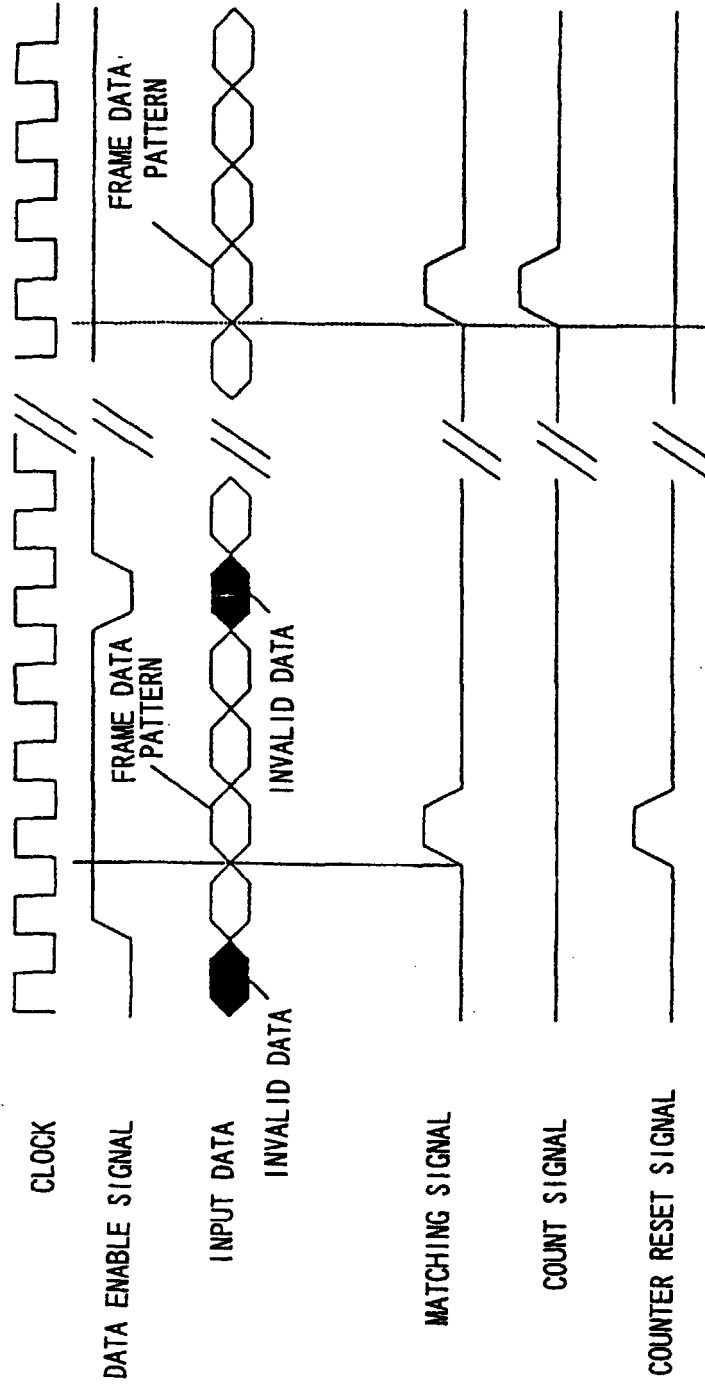 CLOCK
DATA ENABLE SIGNAL
INPUT DATA
INVALID DATA
FRAME DATA
PATTERN
INVALID DATA
FRAME DATA
PATTERN
MATCHING SIGNAL
COUNT SIGNAL
COUNTER RESET SIGNAL